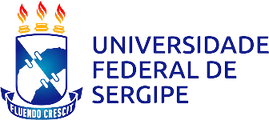 UNIVERSIDADE
FEDERAL DE
SERGIPE
FLUENDO CRESCIT